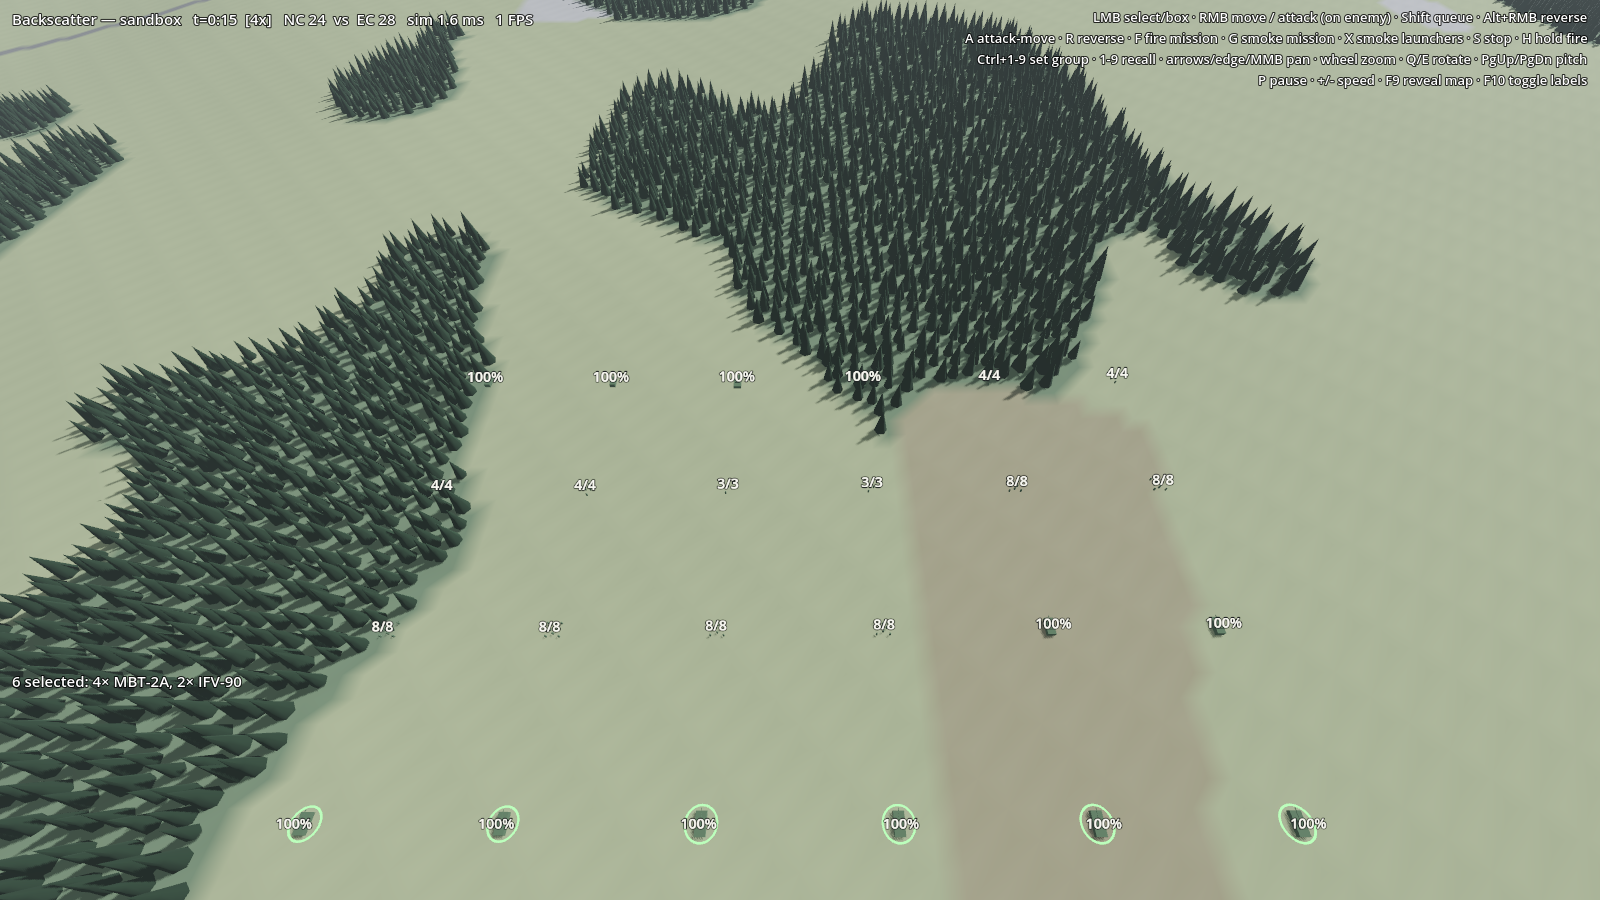 Backscatter — sandbox t=0:15 [4x] NC 24 vs EC 28 sim 1.6 ms 1 FPS
LMB select/box · RMB move / attack (on enemy) · Shift queue · Alt+RMB reverse
A attack-move · R reverse · F fire mission · G smoke mission · X smoke launchers · S stop · H hold fire
Ctrl+1-9 set group · 1-9 recall · arrows/edge/MMB pan · wheel zoom · Q/E rotate · PgUp/PgDn pitch
P pause · +/- speed · F9 reveal map · F10 toggle labels
100% 100% 100% 100% 4/4 4/4
4/4 4/4 3/3 3/3 8/8 8/8
8/8 8/8 8/8 8/8 100% 100%
6 selected: 4× MBT-2A, 2× IFV-90
100% 100% 100% 100% 100% 100%